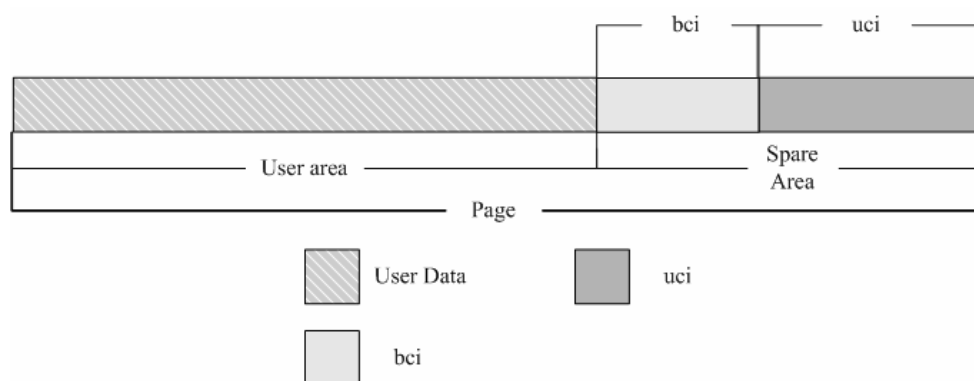 bci
uci
User area
Spare
Area
Page
User Data
uci
bci